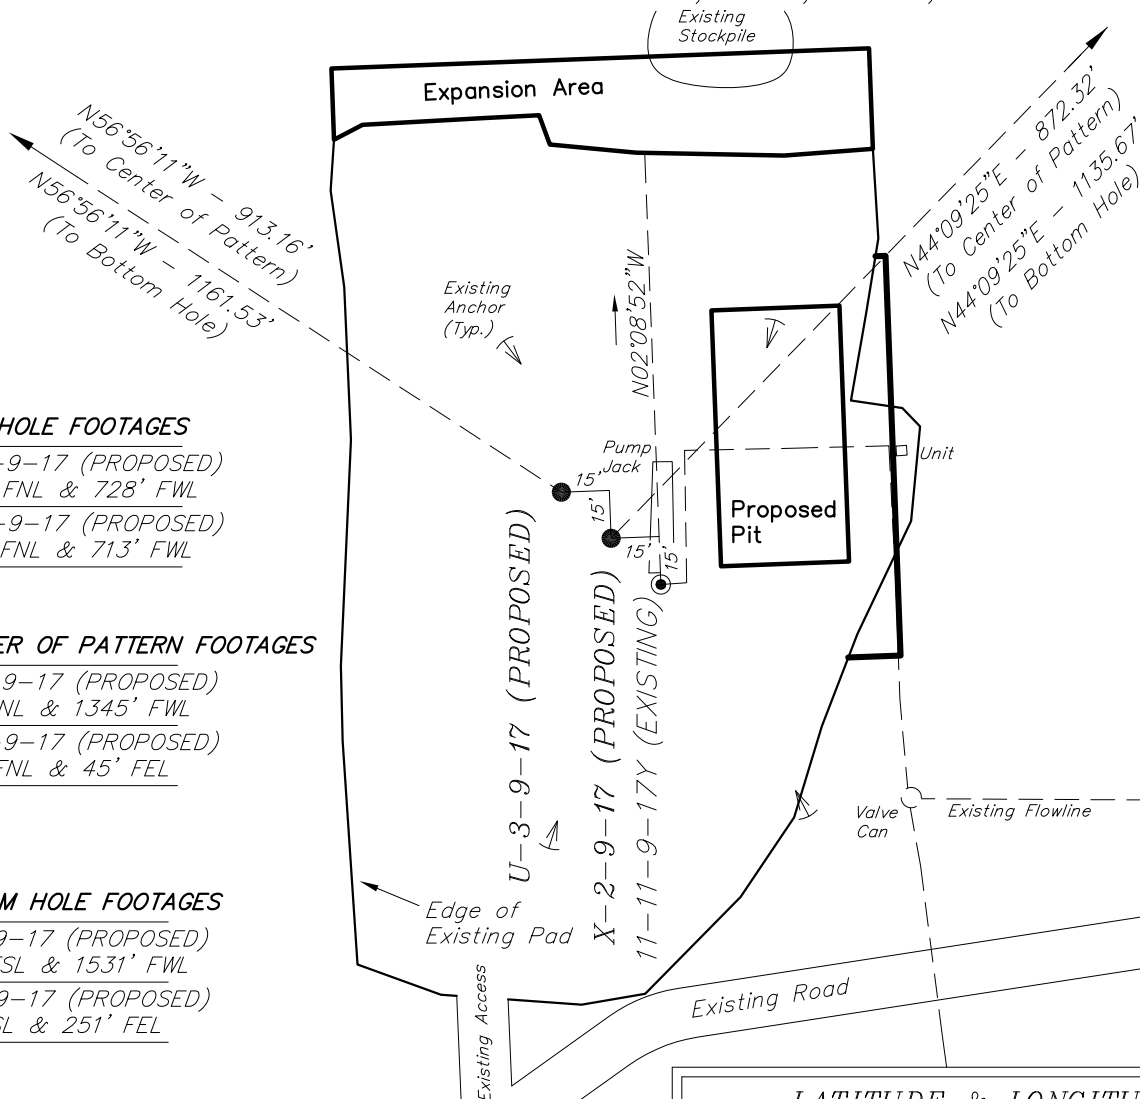 Existing
Stockpile
Expansion Area
N56°56'11"W - 913.16'
(To Center of Pattern)
N56°56'11"W - 1161.53'
(To Bottom Hole)
N44°09'25"E - 872.32'
(To Center of Pattern)
N44°09'25"E - 1135.67'
(To Bottom Hole)
Existing
Anchor
(Typ.)
N02°08'52"W
HOLE FOOTAGES
-9-17 (PROPOSED)
FNL & 728' FWL
-9-17 (PROPOSED)
FNL & 713' FWL
Pump
Jack
15'
15'
15'
15'
Unit
Proposed
Pit
U-3-9-17 (PROPOSED)
X-2-9-17 (PROPOSED)
11-11-9-17Y (EXISTING)
ER OF PATTERN FOOTAGES
-9-17 (PROPOSED)
NL & 1345' FWL
-9-17 (PROPOSED)
FNL & 45' FEL
Valve
Can
Existing Flowline
M HOLE FOOTAGES
9-17 (PROPOSED)
FSL & 1531' FWL
9-17 (PROPOSED)
SL & 251' FEL
Edge of
Existing Pad
Existing Access
Existing Road
LATITUDE & LONGITU